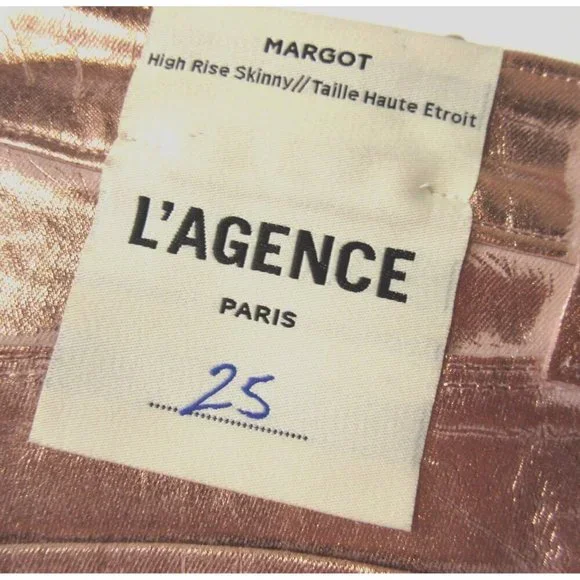 MARGOT
High Rise Skinny//Taille Haute Etroit
L'AGENCE
PARIS
25